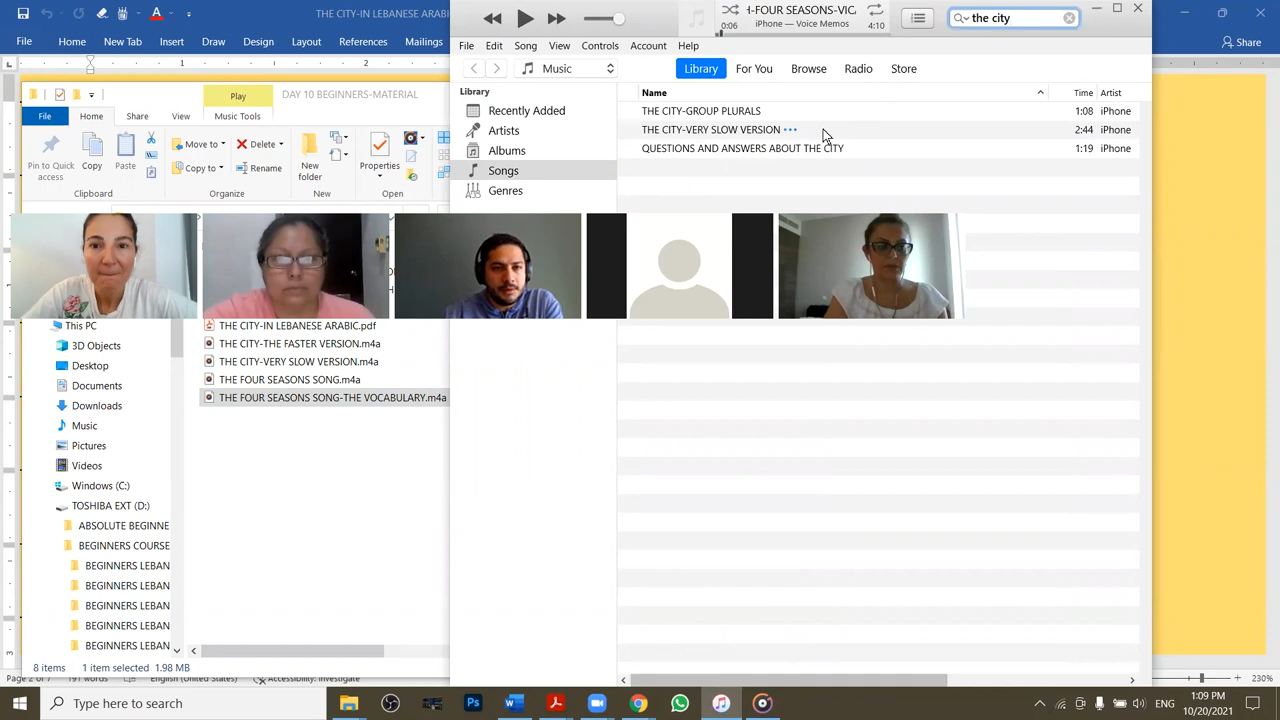 THE CITY-IN LEBANESE ARABIC
File
Home
Insert
Draw
Design
Layout
References
Mailings
Share
DAY 10 BEGINNERS-MATERIAL
Play
File
Home
Share
View
Music Tools
Pin to Quick access
Copy
Paste
Move to
Delete
Copy to
Rename
New folder
Properties
Clipboard
Organize
New
This PC
3D Objects
Desktop
Documents
Downloads
Music
Pictures
Videos
Windows (C:)
TOSHIBA EXT (D:)
ABSOLUTE BEGINNE
BEGINNERS COURSE
BEGINNERS LEBAN
BEGINNERS LEBAN
BEGINNERS LEBAN
BEGINNERS LEBAN
BEGINNERS LEBAN
THE CITY-IN LEBANESE ARABIC.pdf
THE CITY-THE FASTER VERSION.m4a
THE CITY-VERY SLOW VERSION.m4a
THE FOUR SEASONS SONG.m4a
THE FOUR SEASONS SONG-THE VOCABULARY.m4a
8 items
1 item selected 1.98 MB
H-FOUR SEASONS-VIC
0:06
iPhone — Voice Memos
4:10
the city
File Edit Song View Controls Account Help
Music
Library
For You
Browse
Radio
Store
Library
Recently Added
Artists
Albums
Songs
Genres
Name Time Artist
THE CITY-GROUP PLURALS 1:08 iPhone
THE CITY-VERY SLOW VERSION ••• 2:44 iPhone
QUESTIONS AND ANSWERS ABOUT THE CITY 1:19 iPhone
Page 2 of 7
191 words
English (United States)
Accessibility: Investigate
230%
Type here to search
1:09 PM
10/20/2021